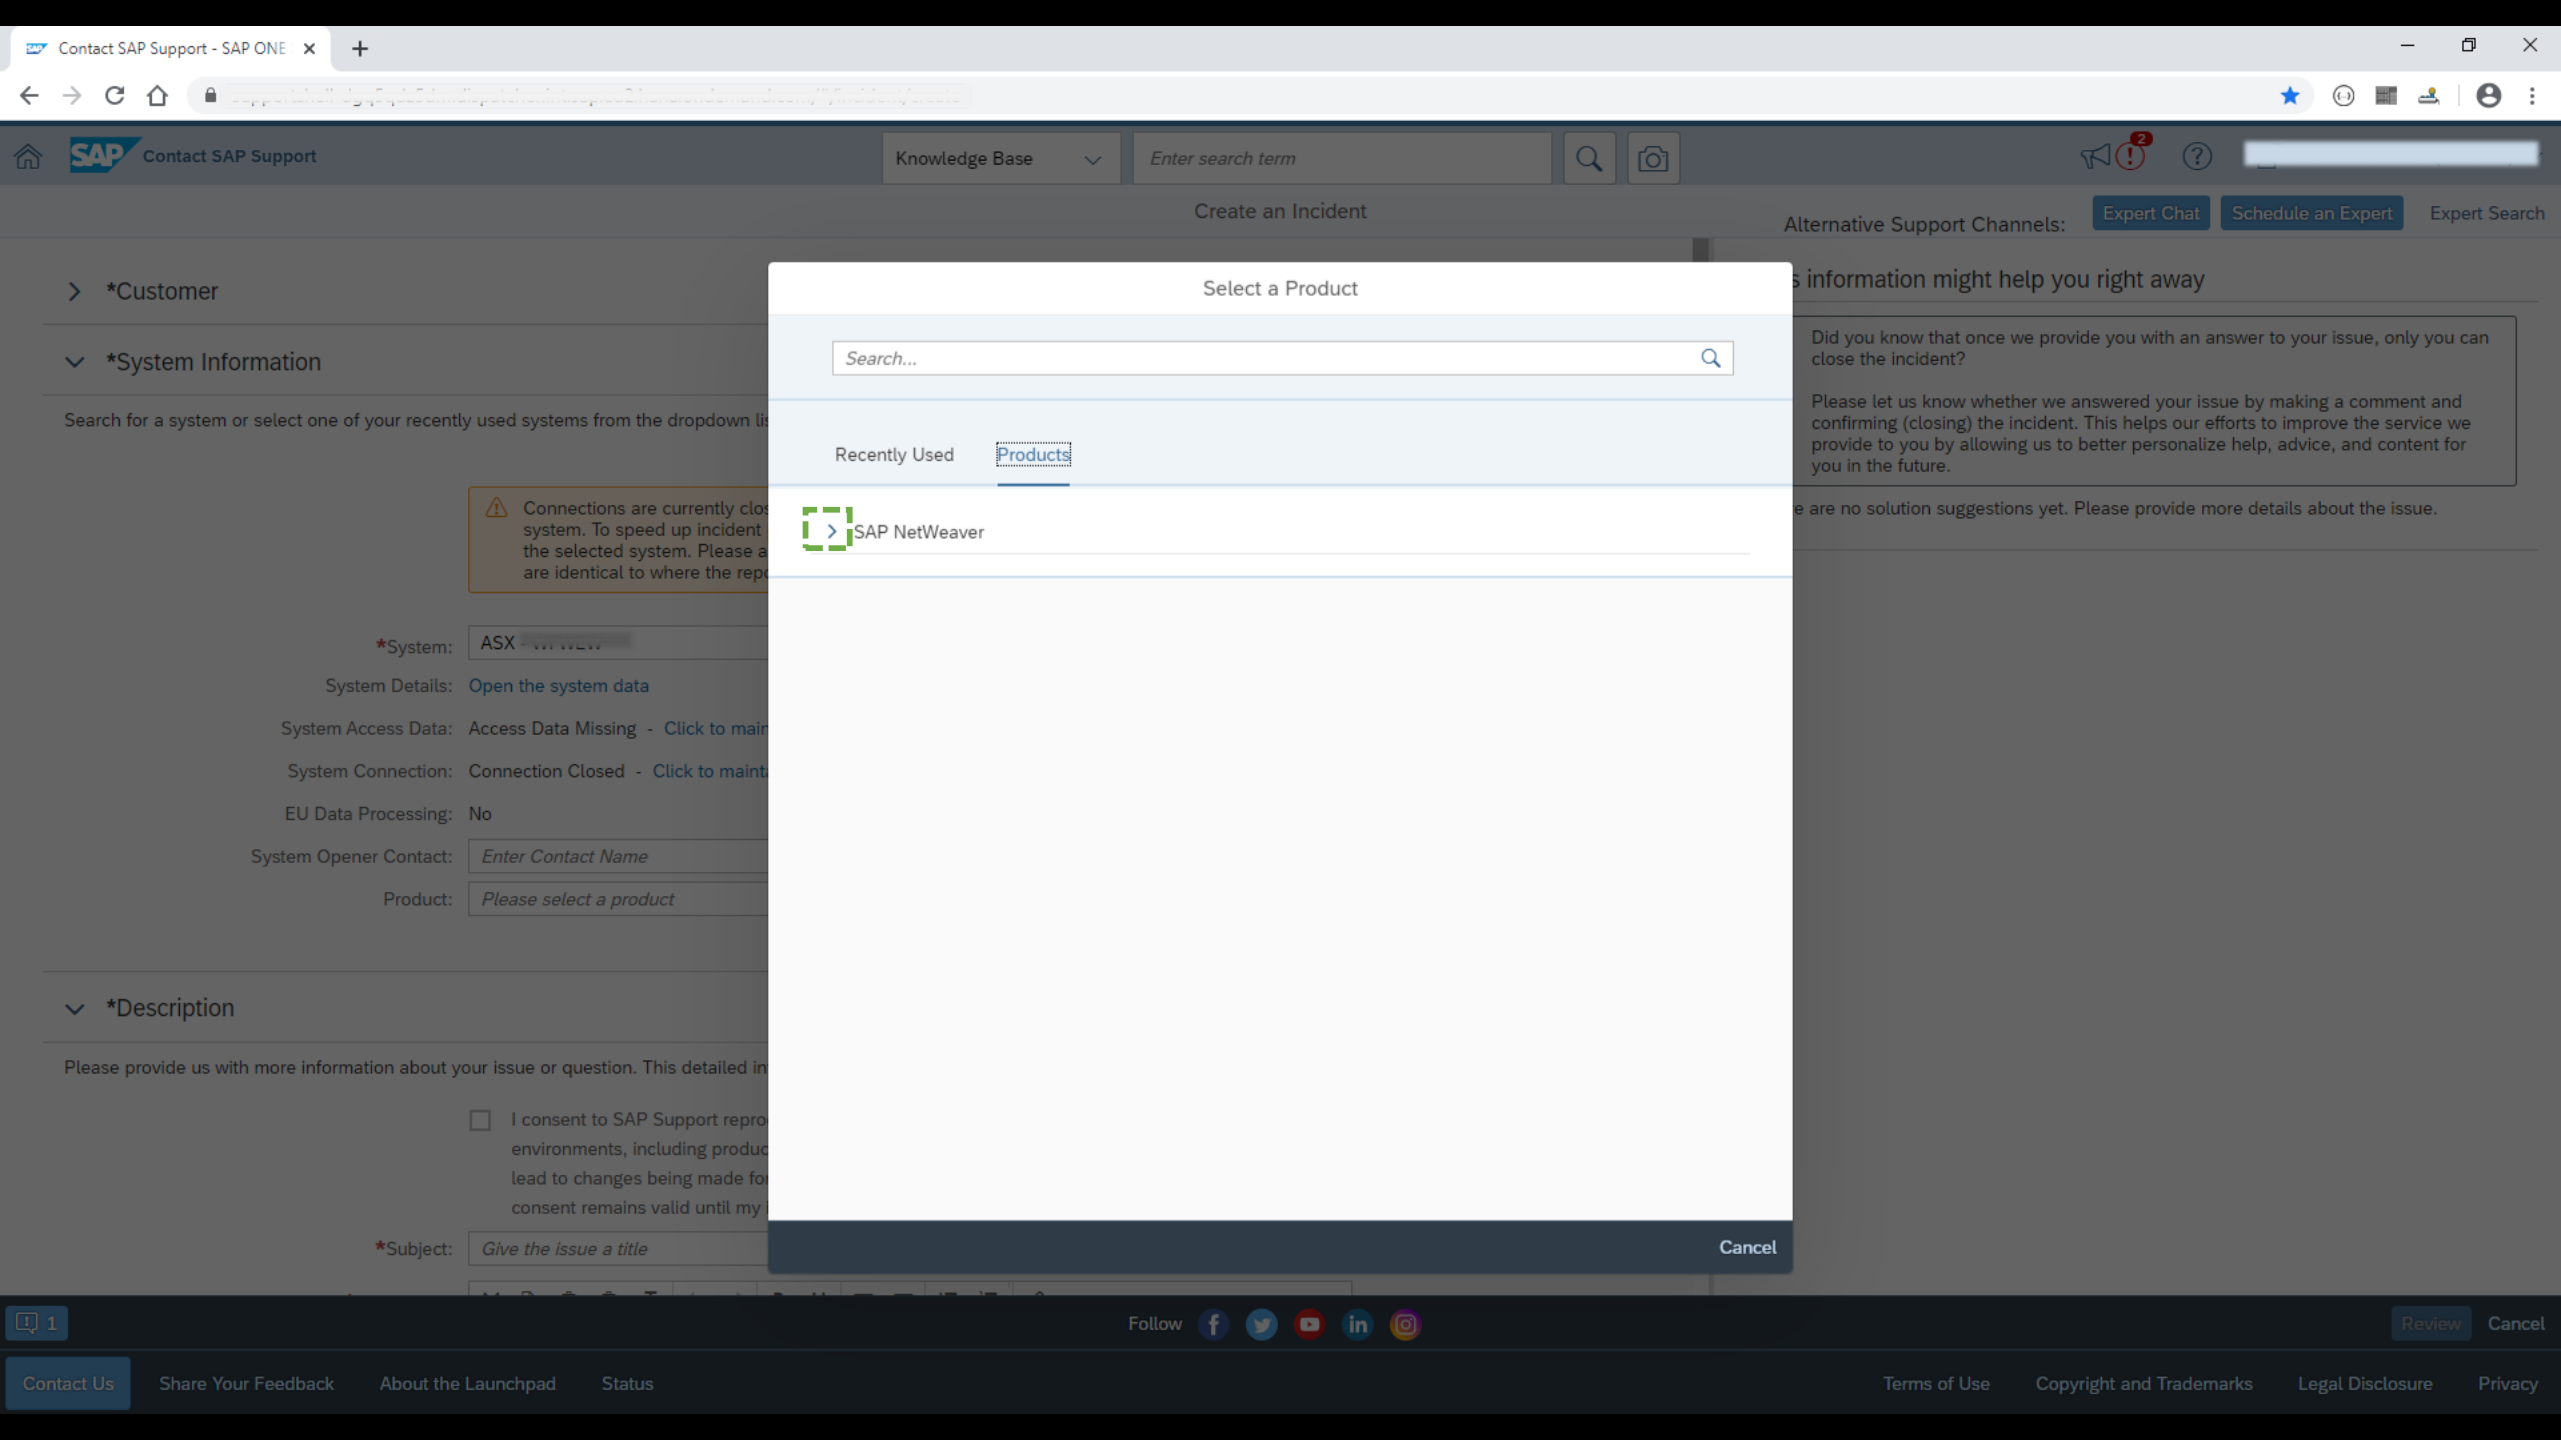 Contact SAP Support - SAP ONE
SAP
Contact SAP Support
Knowledge Base
Enter search term
2
Create an Incident
Alternative Support Channels:
Expert Chat
Schedule an Expert
Expert Search
*Customer
*System Information
Search for a system or select one of your recently used systems from the dropdown
Connections are currently
system. To speed up incident
the selected system. Please
are identical to where the
*System:
ASX
System Details:
Open the system data
System Access Data:
Access Data Missing - Click to
System Connection:
Connection Closed - Click to
EU Data Processing:
No
System Opener Contact:
Enter Contact Name
Product:
Please select a product
*Description
Please provide us with more information about your issue or question. This detailed
I consent to SAP Support
environments, including
lead to changes being made
consent remains valid until my
*Subject:
Give the issue a title
Select a Product
Search...
Recently Used
Products
SAP NetWeaver
Cancel
information might help you right away
Did you know that once we provide you with an answer to your issue, only you can
close the incident?
Please let us know whether we answered your issue by making a comment and
confirming (closing) the incident. This helps our efforts to improve the service we
provide to you by allowing us to better personalize help, advice, and content for
you in the future.
are no solution suggestions yet. Please provide more details about the issue.
1
Follow
Review
Cancel
Contact Us
Share Your Feedback
About the Launchpad
Status
Terms of Use
Copyright and Trademarks
Legal Disclosure
Privacy